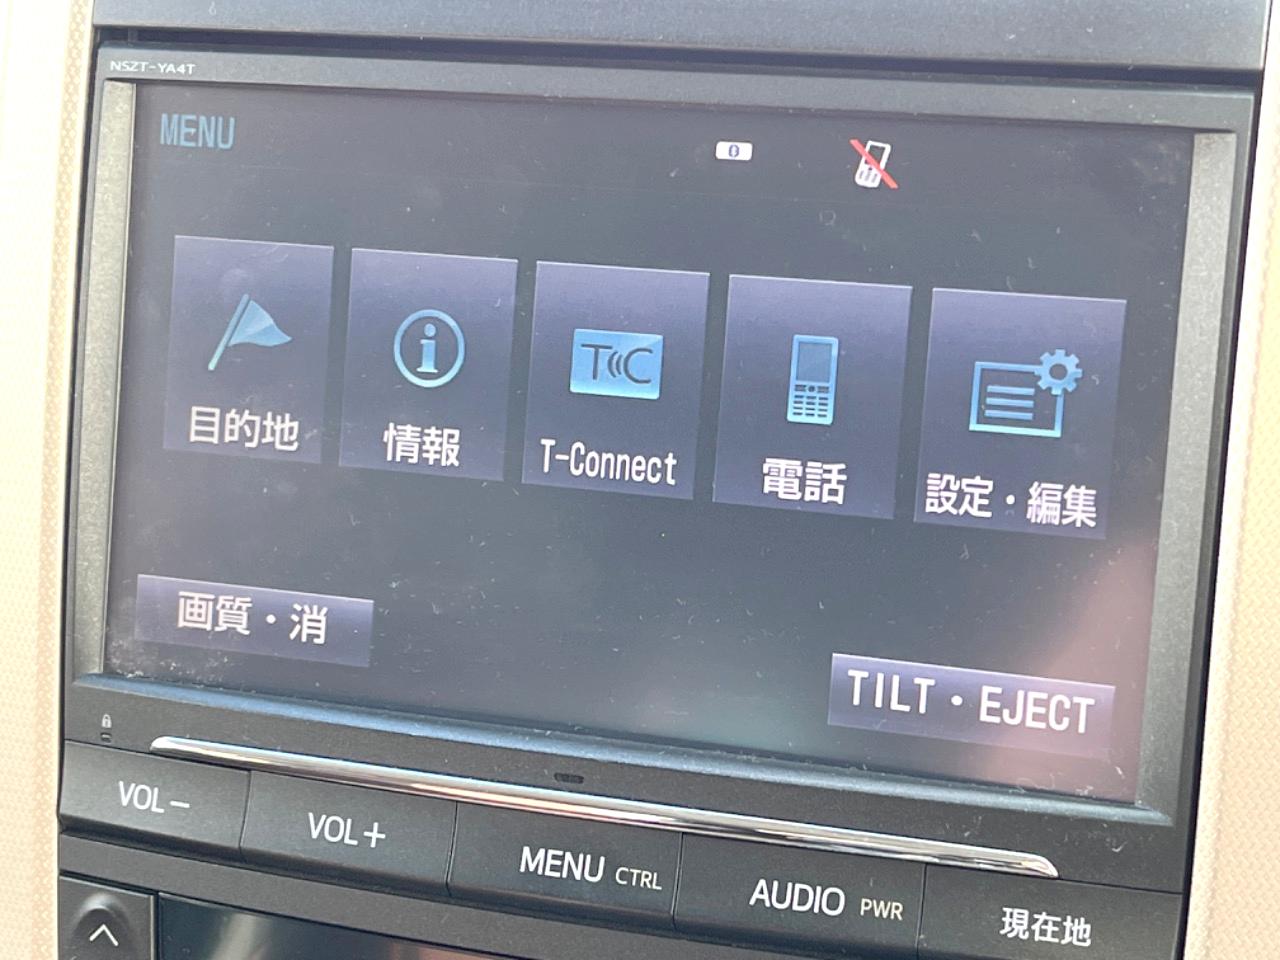 NSZT-YA4T
MENU
目的地
情報
T-Connect
電話
設定・編集
T C
画質・消
TILT・EJECT
VOL－
VOL＋
MENU CTRL
AUDIO PWR
現在地